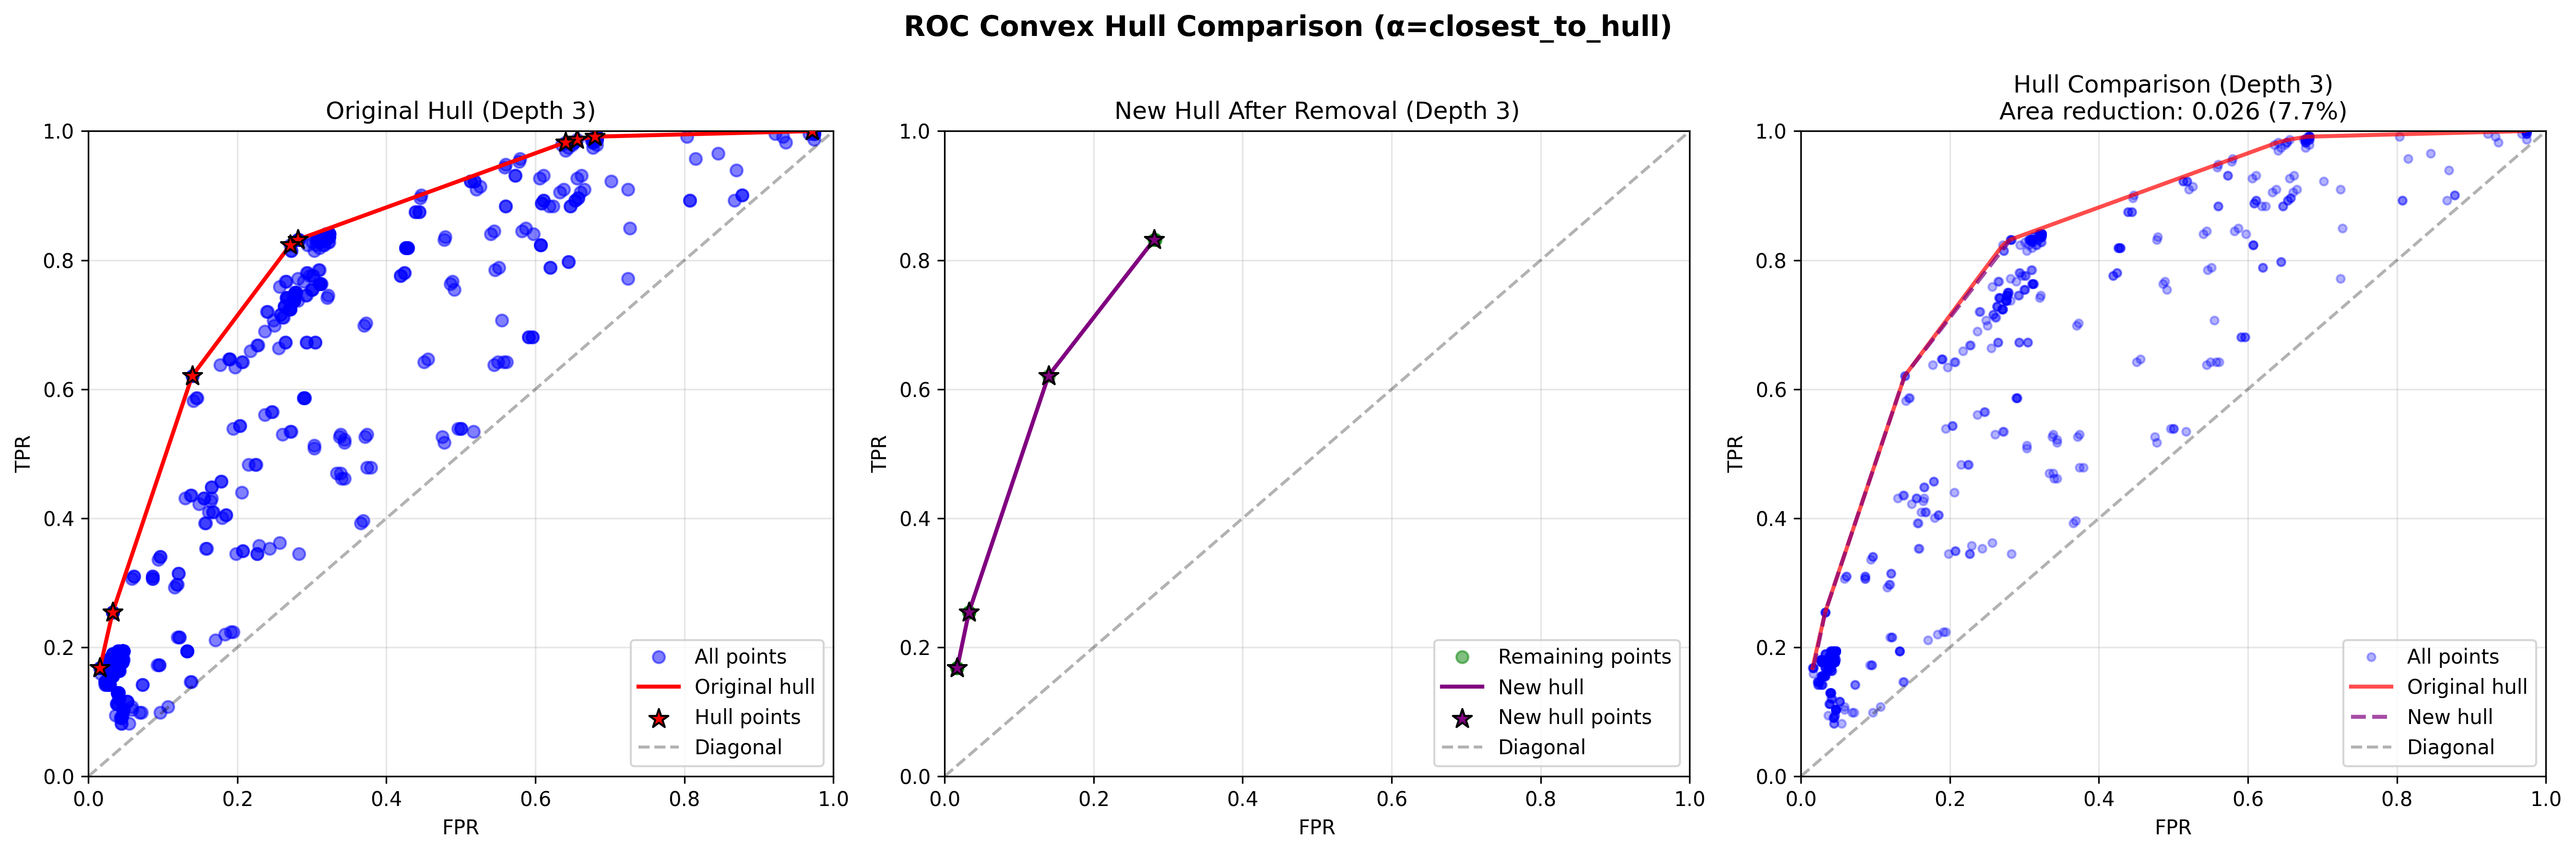 ROC Convex Hull Comparison (α=closest_to_hull)
Original Hull (Depth 3)
1.0
0.8
0.6
0.4
0.2
0.0
TPR
0.0 0.2 0.4 0.6 0.8 1.0
FPR
All points
Original hull
Hull points
Diagonal
New Hull After Removal (Depth 3)
1.0
0.8
0.6
0.4
0.2
0.0
TPR
0.0 0.2 0.4 0.6 0.8 1.0
FPR
Remaining points
New hull
New hull points
Diagonal
Hull Comparison (Depth 3)
Area reduction: 0.026 (7.7%)
1.0
0.8
0.6
0.4
0.2
0.0
TPR
0.0 0.2 0.4 0.6 0.8 1.0
FPR
All points
Original hull
New hull
Diagonal